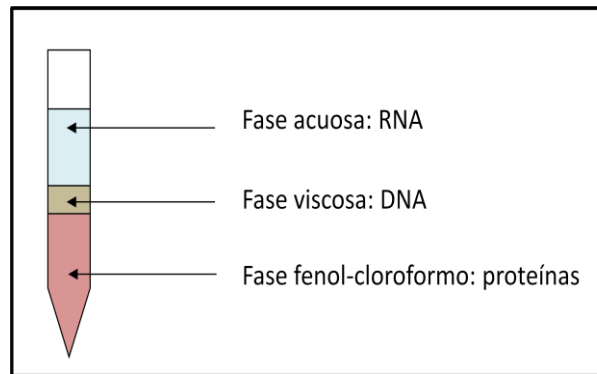 Fase acuosa: RNA
Fase viscosa: DNA
Fase fenol-cloroformo: proteínas